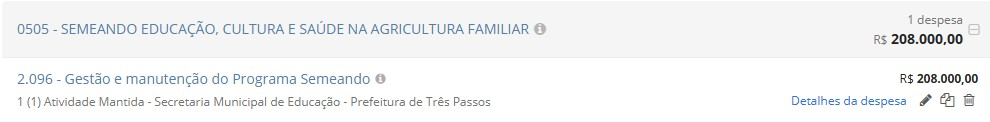 1 despesa
0505 - SEMEANDO EDUCAÇÃO, CULTURA E SAÚDE NA AGRICULTURA FAMILIAR
R$ 208.000,00
2.096 - Gestão e manutenção do Programa Semeando R$ 208.000,00
1 (1) Atividade Mantida - Secretaria Municipal de Educação - Prefeitura de Três Passos Detalhes da despesa